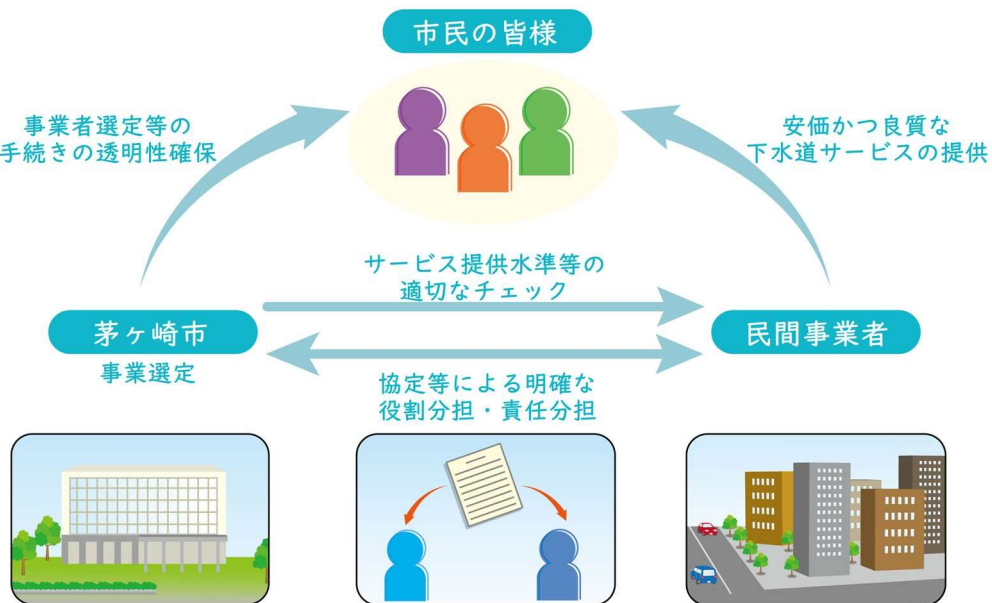 市民の皆様
事業者選定等の
手続きの透明性確保
安価かつ良質な
下水道サービスの提供
サービス提供水準等の
適切なチェック
茅ヶ崎市
事業選定
民間事業者
協定等による明確な
役割分担・責任分担